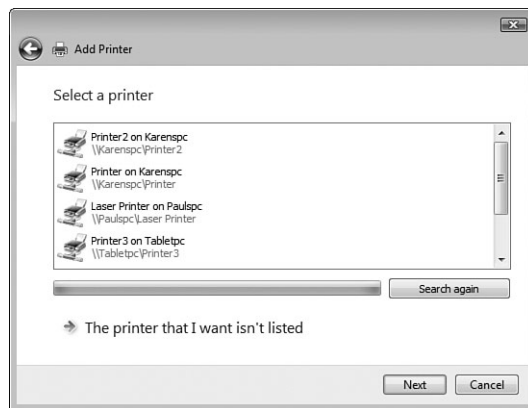 Add Printer
Select a printer
Printer2 on Karenspc
\\Karenspc\Printer2
Printer on Karenspc
\\Karenspc\Printer
Laser Printer on Paulspc
\\Paulspc\Laser Printer
Printer3 on Tabletpc
\\Tabletpc\Printer3
Search again
The printer that I want isn't listed
Next Cancel